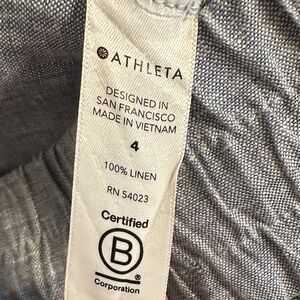 ATHLETA
DESIGNED IN
SAN FRANCISCO
MADE IN VIETNAM
4
100% LINEN
RN 54023
Certified
B
®
Corporation